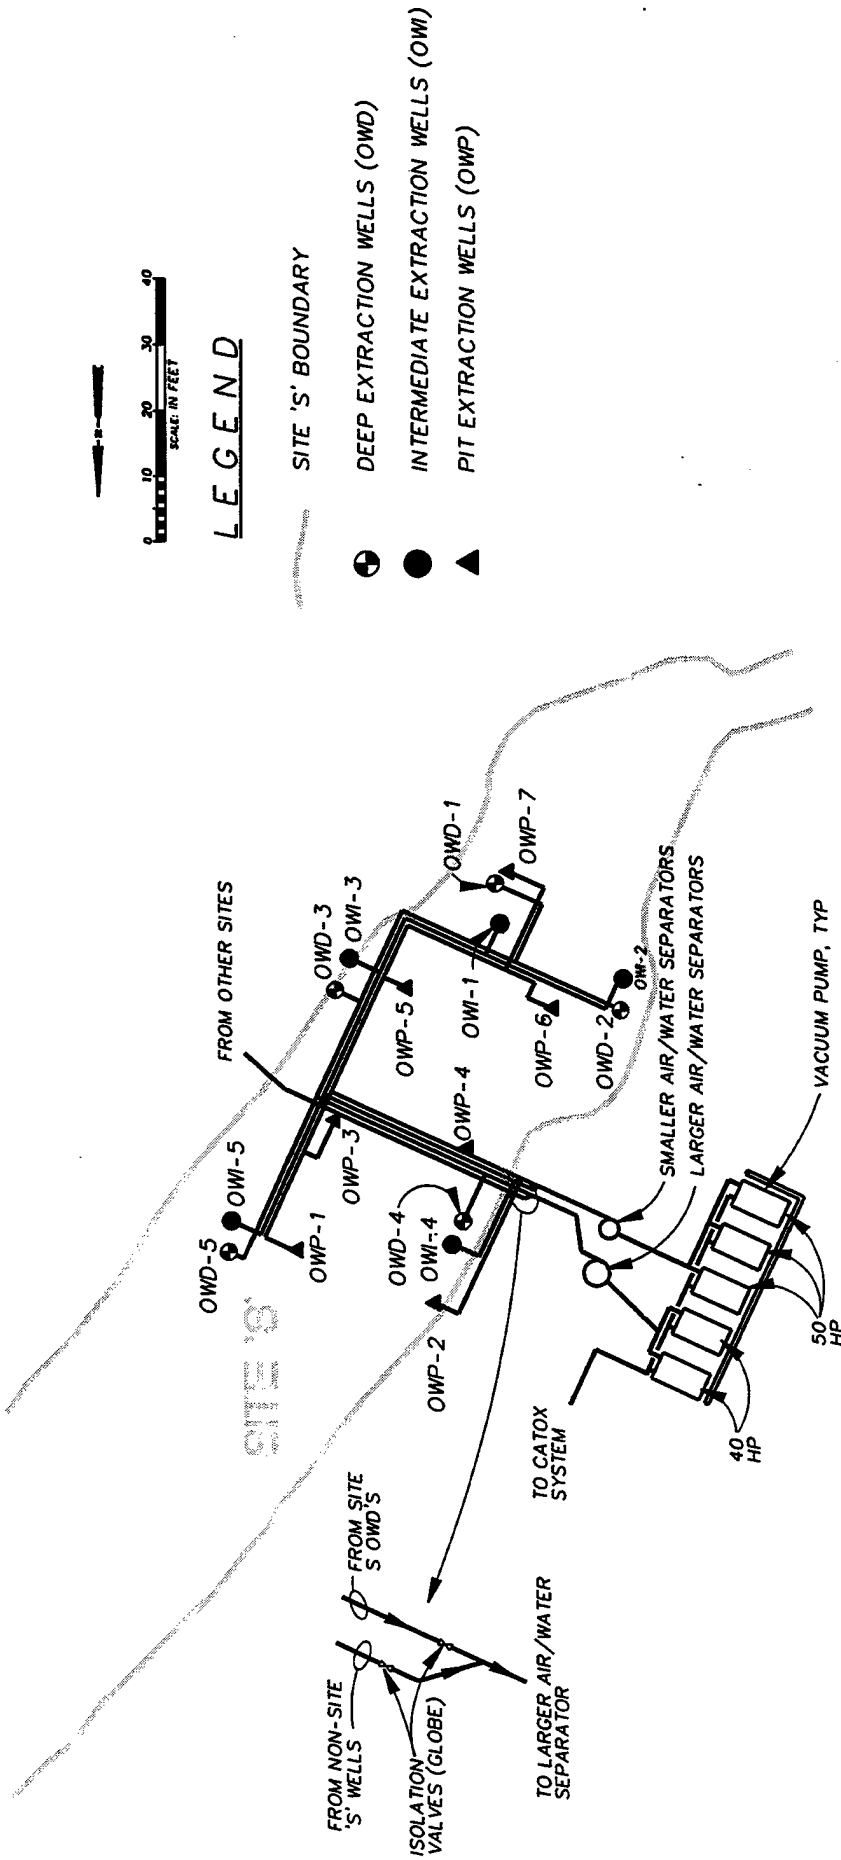 N
0 10 20 30 40
SCALE: IN FEET
LEGEND
SITE 'S' BOUNDARY
DEEP EXTRACTION WELLS (OWD)
INTERMEDIATE EXTRACTION WELLS (OWI)
PIT EXTRACTION WELLS (OWP)
FROM OTHER SITES
OWD-5
OWI-5
OWP-1
OWP-3
OWD-3
OWI-3
OWP-5
OWP-4
OWD-4
OWI-4
OWP-2
OWD-1
OWP-7
OWI-1
OWP-6
OWD-2
OWI-2
SITE 'S'
SMALLER AIR/WATER SEPARATORS
LARGER AIR/WATER SEPARATORS
VACUUM PUMP, TYP
50
HP
40
HP
TO CATOX
SYSTEM
FROM SITE
S OWD'S
FROM NON-SITE
'S' WELLS
ISOLATION
VALVES (GLOBE)
TO LARGER AIR/WATER
SEPARATOR